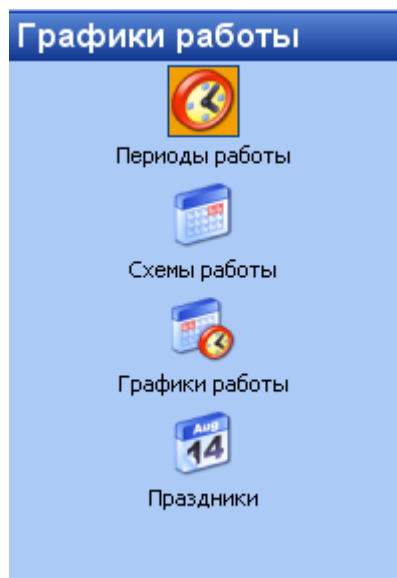 Графики работы
Периоды работы
Схемы работы
Графики работы
Aug
14
Праздники